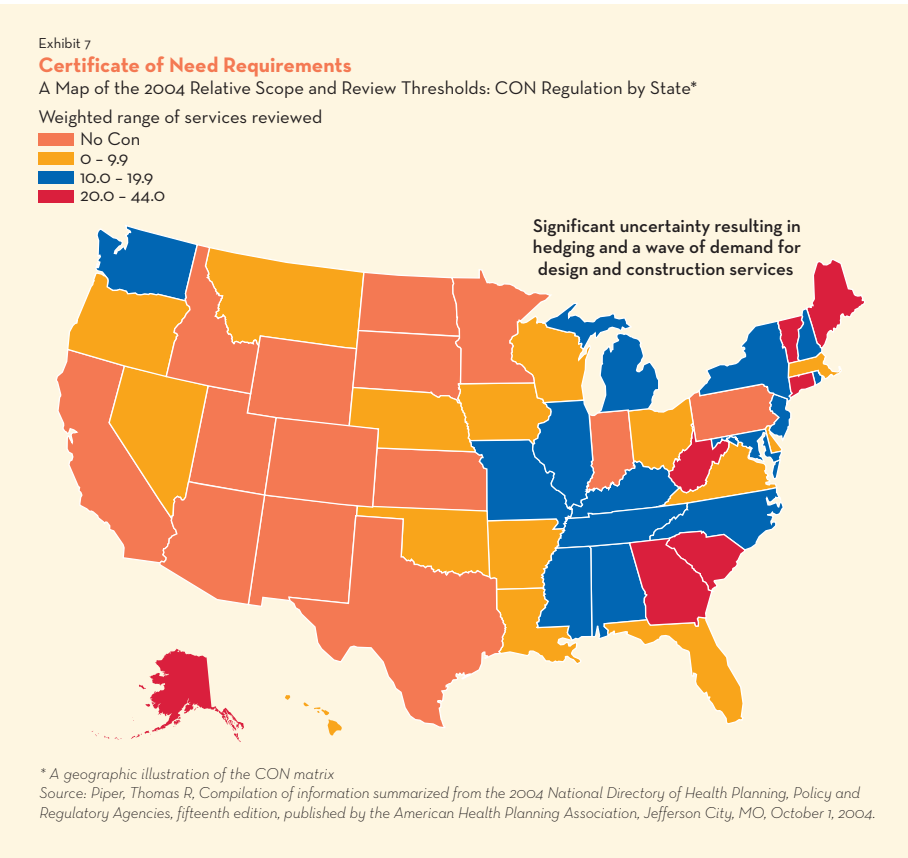 Exhibit 7
Certificate of Need Requirements
A Map of the 2004 Relative Scope and Review Thresholds: CON Regulation by State*
Weighted range of services reviewed
No Con
0 – 9.9
10.0 – 19.9
20.0 – 44.0
Significant uncertainty resulting in
hedging and a wave of demand for
design and construction services
* A geographic illustration of the CON matrix
Source: Piper, Thomas R, Compilation of information summarized from the 2004 National Directory of Health Planning, Policy and
Regulatory Agencies, fifteenth edition, published by the American Health Planning Association, Jefferson City, MO, October 1, 2004.